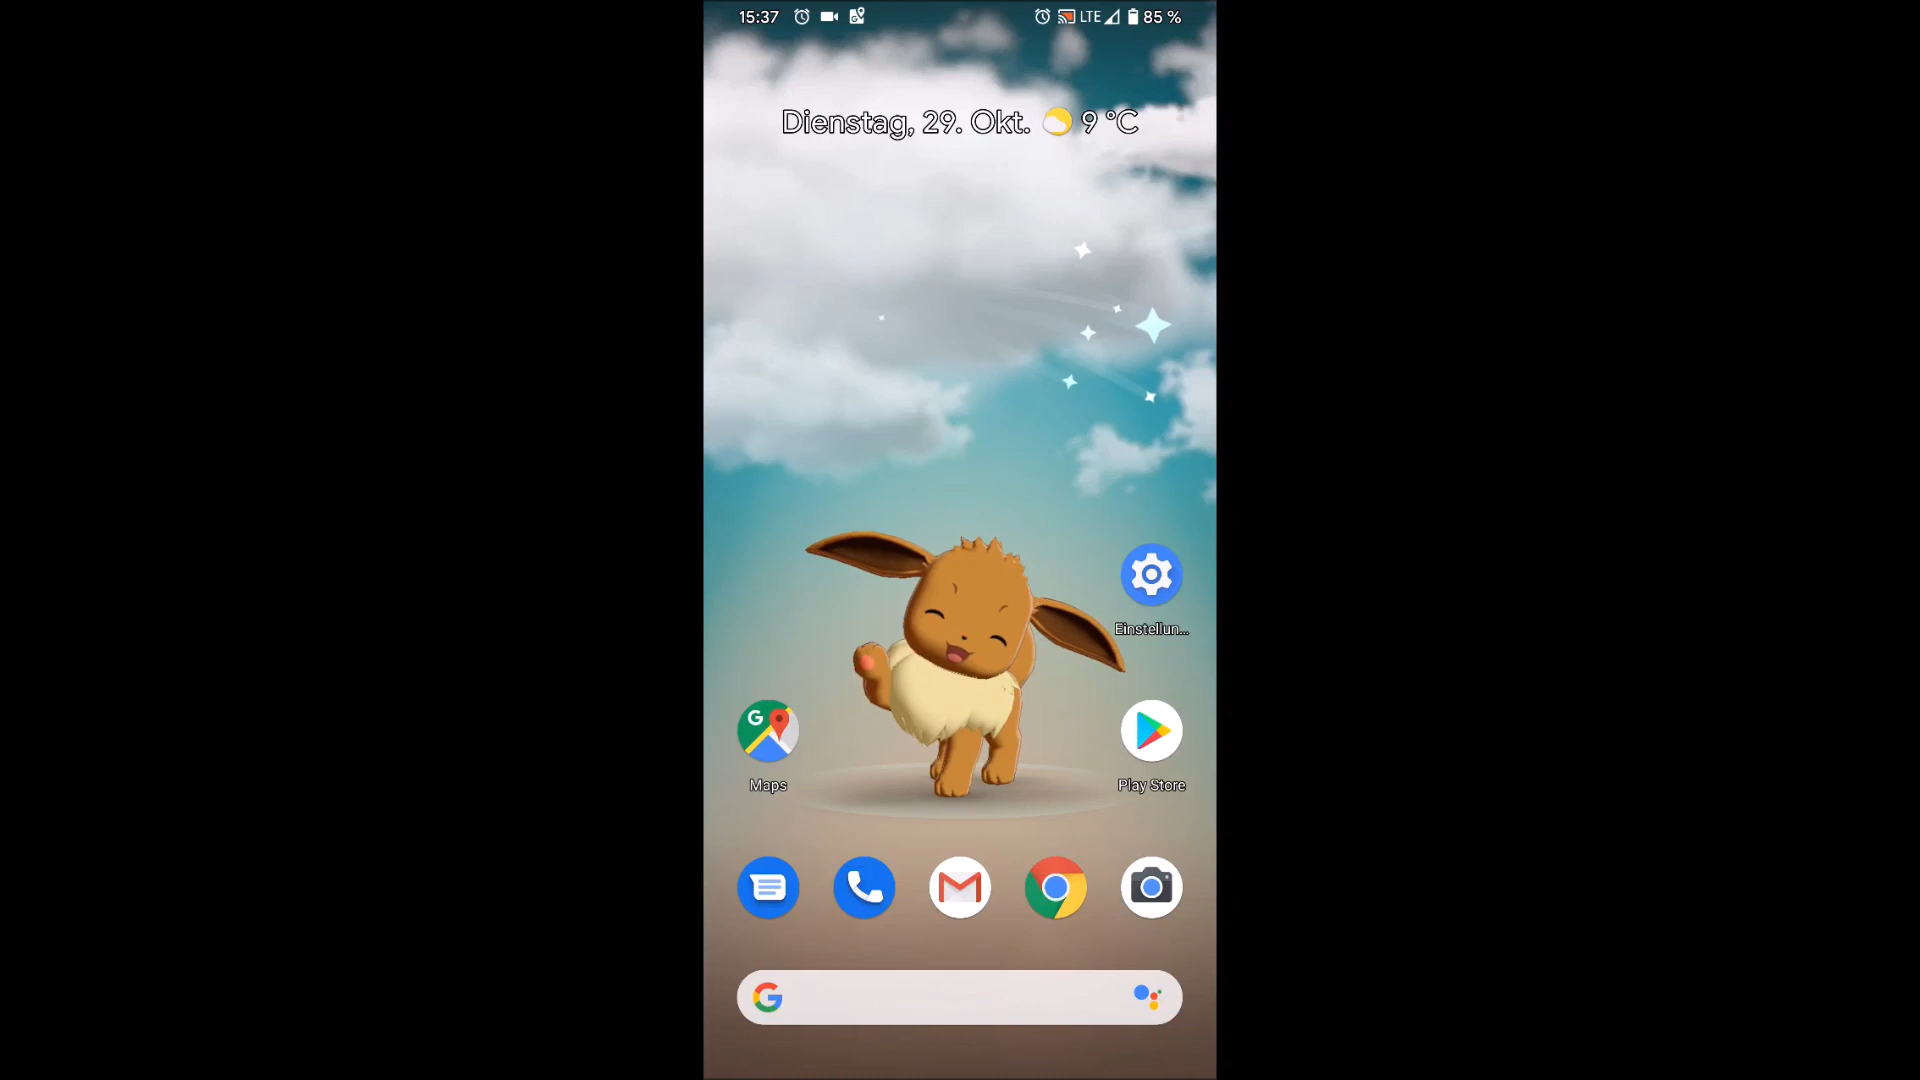 15:37 LTE 85 %
Dienstag, 29. Okt. 9 °C
Einstellun...
Maps
Play Store